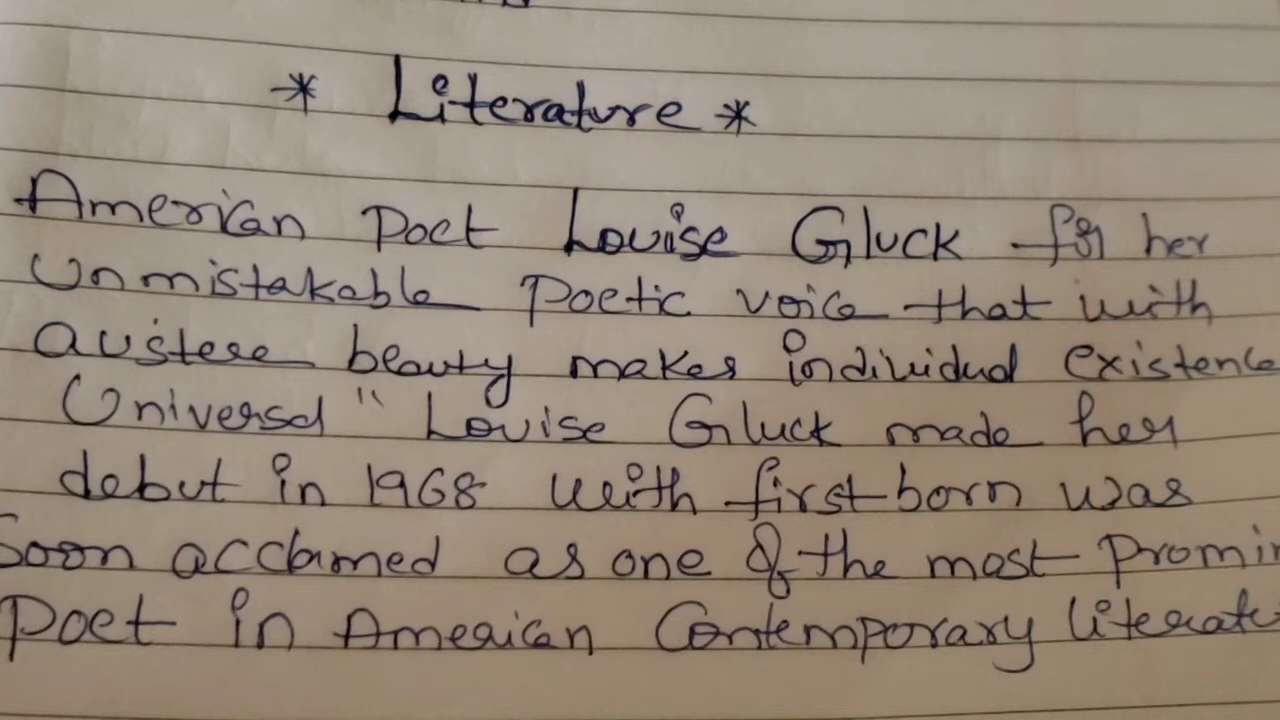 * Literature *
American Poet Louise Gluck for her
Unmistakable Poetic voice that with
austere beauty makes individual existence
Universal " Louise Gluck made her
debut in 1968 with first born was
Soon acclamed as one of the most Promin
Poet in American Contemporary literatu